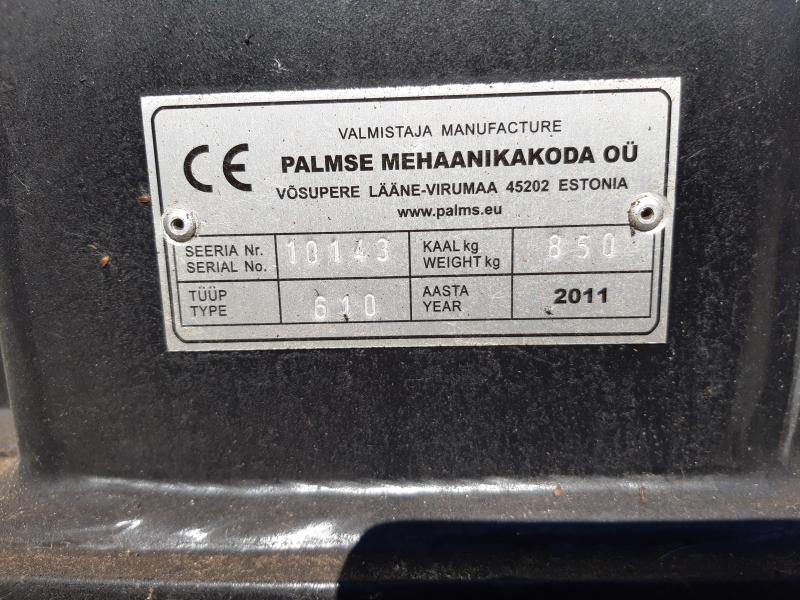 VALMISTAJA MANUFACTURE
CE PALMSE MEHAANIKAKODA OÜ
VÕSUPERE LÄÄNE-VIRUMAA 45202 ESTONIA
www.palms.eu
SEERIA Nr. 10143 KAAL kg 850
SERIAL No. WEIGHT kg
TÜÜP 610 AASTA 2011
TYPE YEAR